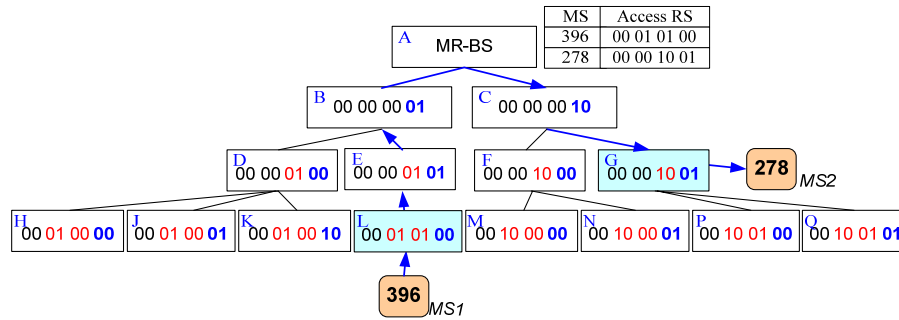 A
MR-BS
MS Access RS
396 00 01 01 00
278 00 00 10 01
B
00 00 00 01
C
00 00 00 10
D
00 00 01 00
E
00 00 01 01
F
00 00 10 00
G
00 00 10 01
278
MS2
H
00 01 00 00
J
00 01 00 01
K
00 01 00 10
L
00 01 01 00
M
00 10 00 00
N
00 10 00 01
P
00 10 01 00
Q
00 10 01 01
396
MS1